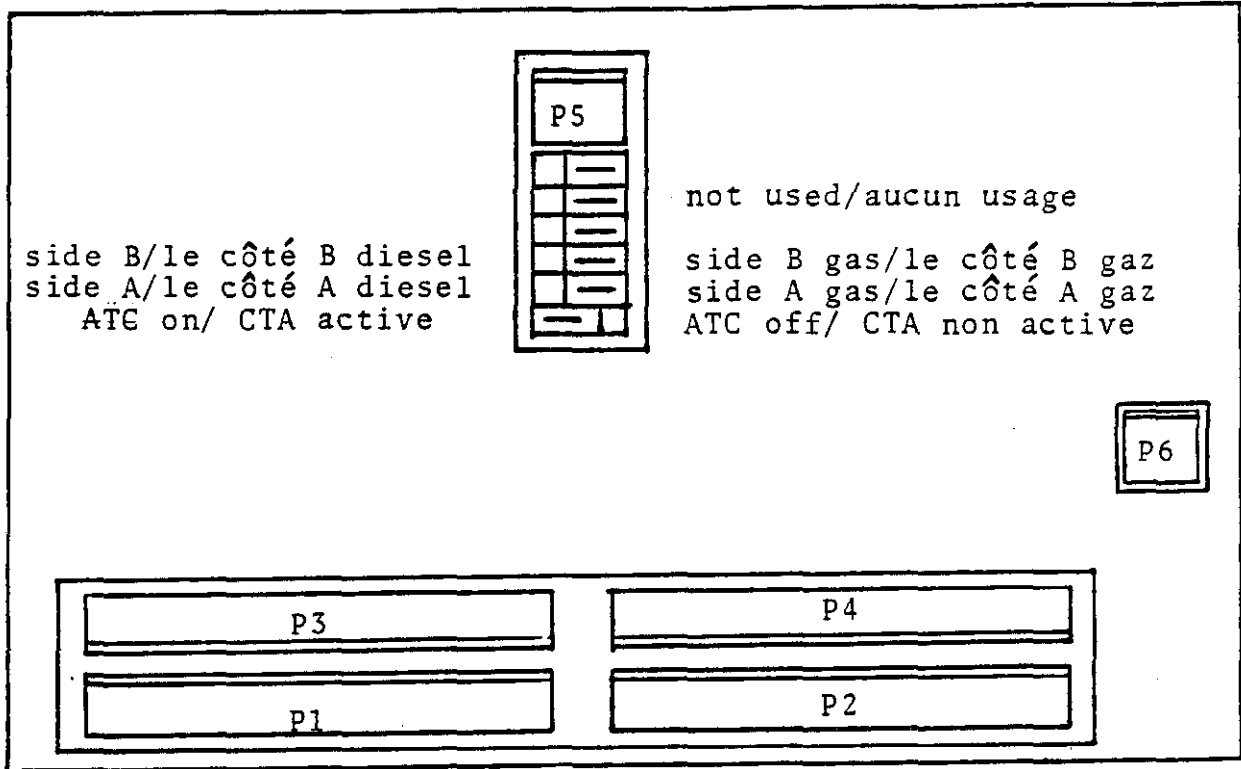 P5
not used/aucun usage
side B/le côté B diesel
side A/le côté A diesel
ATC on/ CTA active
side B gas/le côté B gaz
side A gas/le côté A gaz
ATC off/ CTA non active
P6
P3
P4
P1
P2